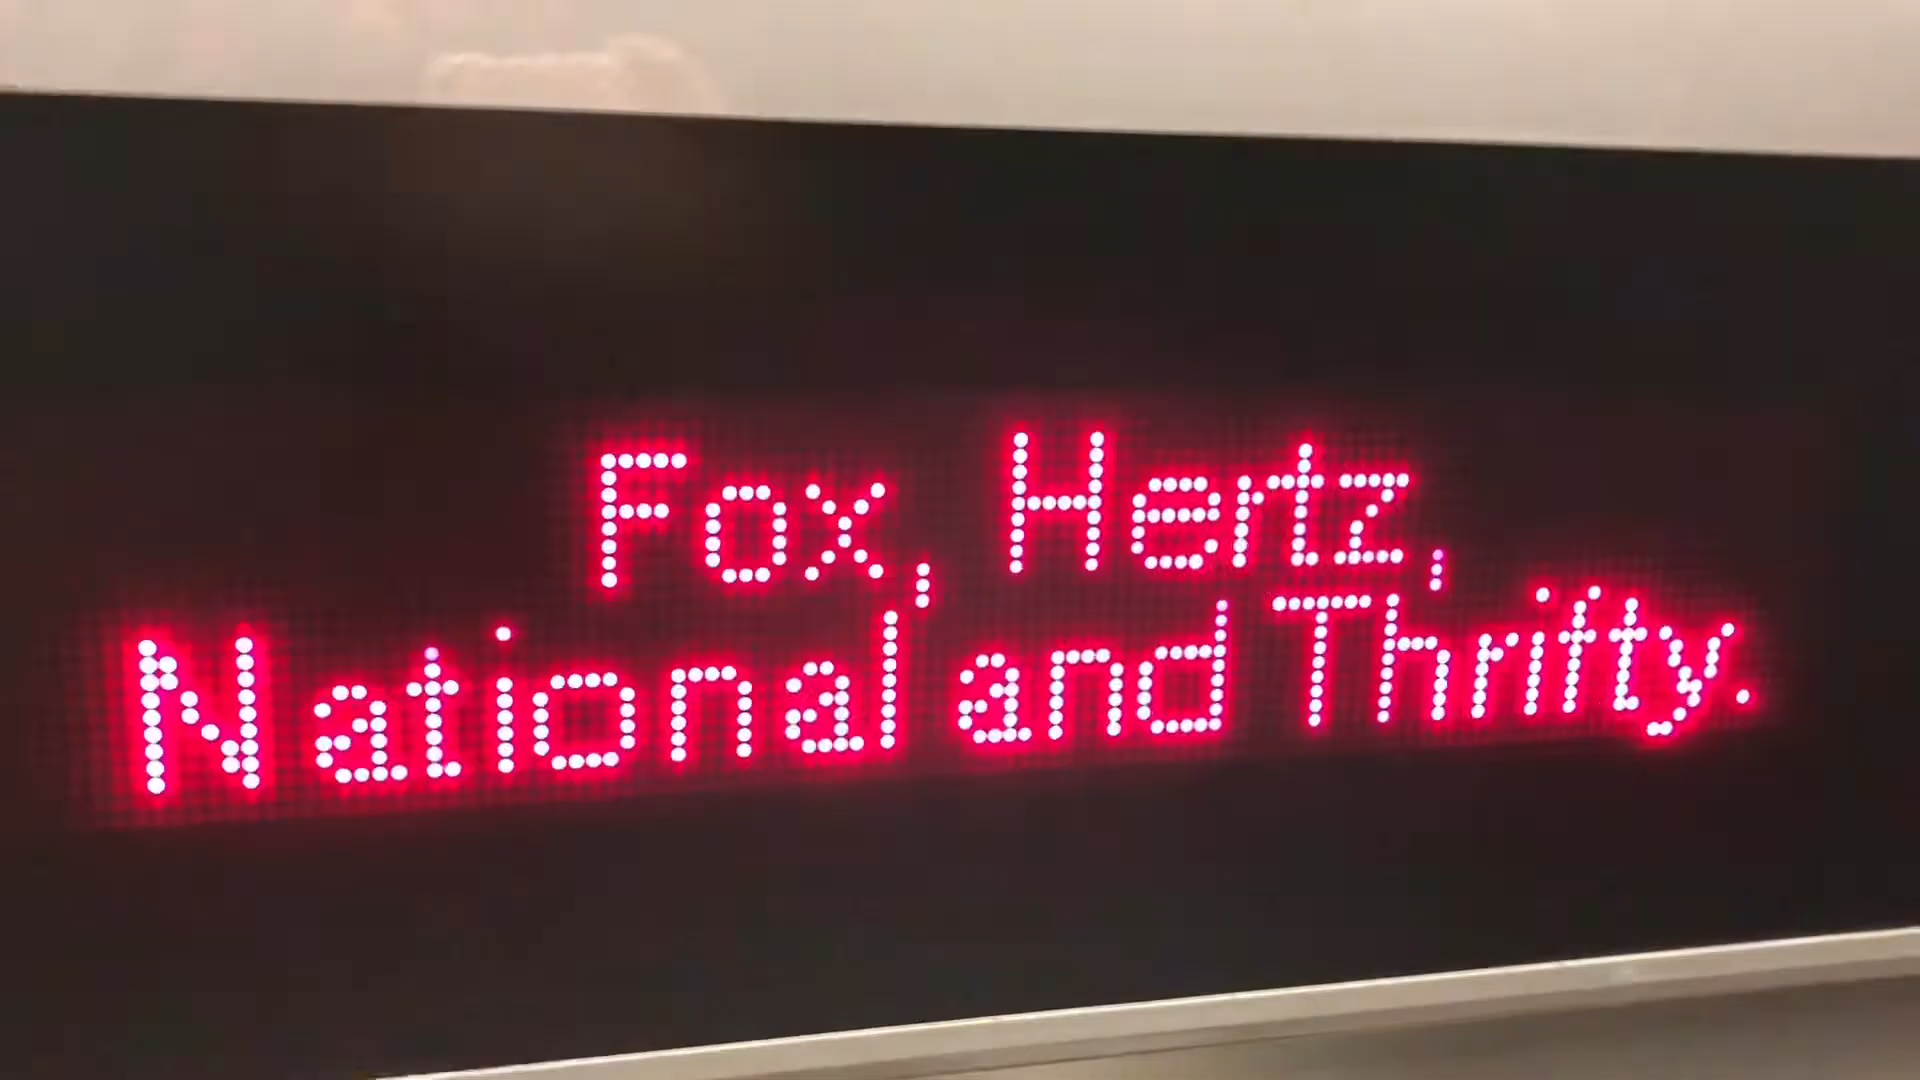 Fox, Hertz,
National and Thrifty.